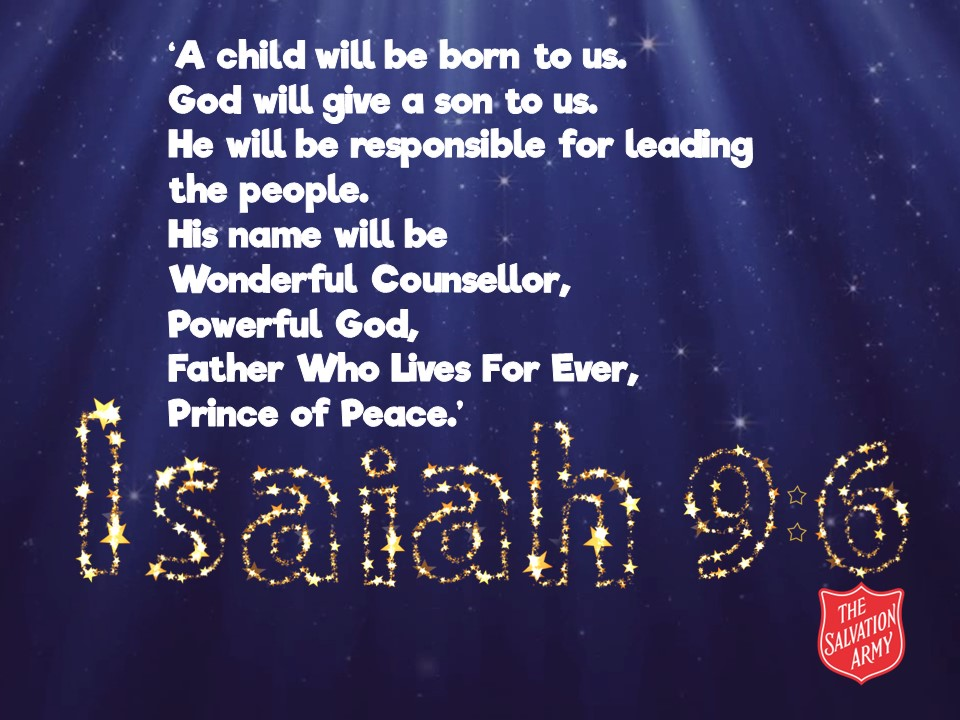 ‘A child will be born to us.
God will give a son to us.
He will be responsible for leading
the people.
His name will be
Wonderful Counsellor,
Powerful God,
Father Who Lives For Ever,
Prince of Peace.’
Isaiah 9:6
THE
SALVATION
ARMY